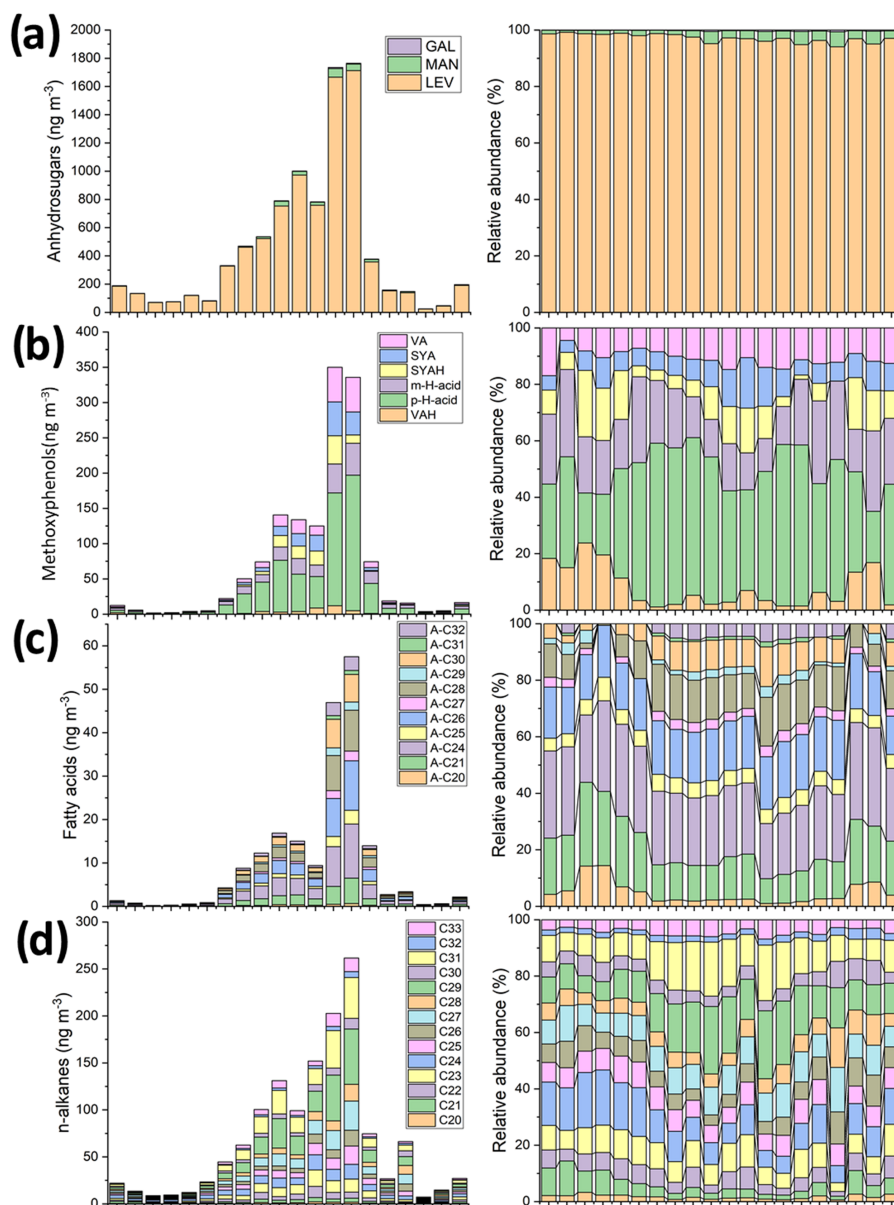 (a)
Anhydrosugars (ng m⁻³)
2000
1800
1600
1400
1200
1000
800
600
400
200
0
GAL
MAN
LEV
Relative abundance (%)
100
80
60
40
20
0
(b)
Methoxyphenols(ng m⁻³)
400
350
300
250
200
150
100
50
0
VA
SYA
SYAH
m-H-acid
p-H-acid
VAH
Relative abundance (%)
100
80
60
40
20
0
(c)
Fatty acids (ng m⁻³)
60
50
40
30
20
10
0
A-C32
A-C31
A-C30
A-C29
A-C28
A-C27
A-C26
A-C25
A-C24
A-C21
A-C20
Relative abundance (%)
100
80
60
40
20
0
(d)
n-alkanes (ng m⁻³)
300
250
200
150
100
50
0
C33
C32
C31
C30
C29
C28
C27
C26
C25
C24
C23
C22
C21
C20
Relative abundance (%)
100
80
60
40
20
0